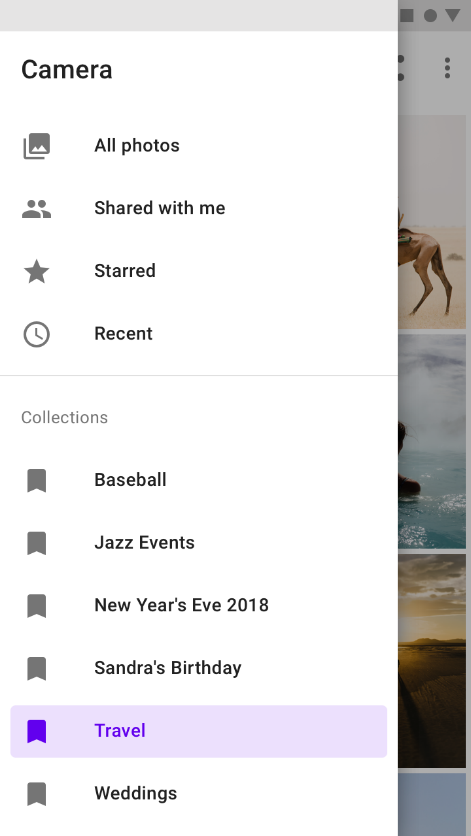 Camera
All photos
Shared with me
Starred
Recent
Collections
Baseball
Jazz Events
New Year's Eve 2018
Sandra's Birthday
Travel
Weddings